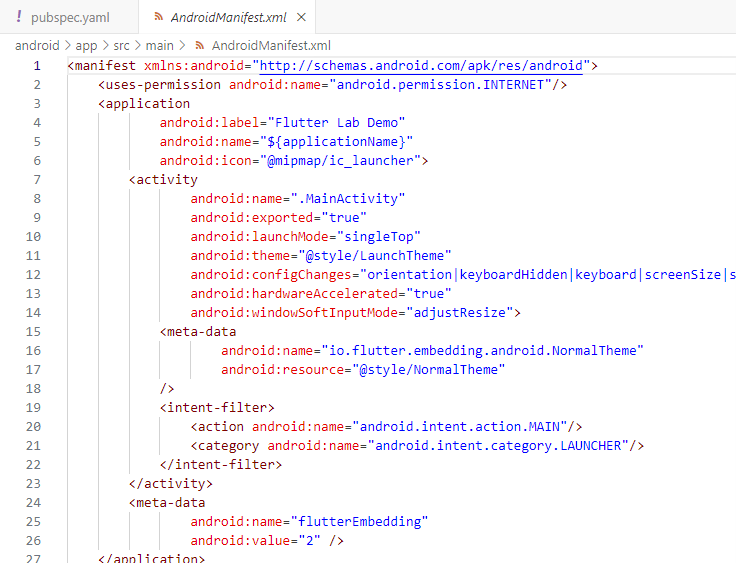 ! pubspec.yaml AndroidManifest.xml ×
android > app > src > main > AndroidManifest.xml
1 <manifest xmlns:android="http://schemas.android.com/apk/res/android">
2     <uses-permission android:name="android.permission.INTERNET"/>
3     <application
4             android:label="Flutter Lab Demo"
5             android:name="${applicationName}"
6             android:icon="@mipmap/ic_launcher">
7         <activity
8                 android:name=".MainActivity"
9                 android:exported="true"
10                 android:launchMode="singleTop"
11                 android:theme="@style/LaunchTheme"
12                 android:configChanges="orientation|keyboardHidden|keyboard|screenSize|s
13                 android:hardwareAccelerated="true"
14                 android:windowSoftInputMode="adjustResize">
15             <meta-data
16                     android:name="io.flutter.embedding.android.NormalTheme"
17                     android:resource="@style/NormalTheme"
18             />
19             <intent-filter>
20                 <action android:name="android.intent.action.MAIN"/>
21                 <category android:name="android.intent.category.LAUNCHER"/>
22             </intent-filter>
23         </activity>
24         <meta-data
25                 android:name="flutterEmbedding"
26                 android:value="2" />
27     </application>